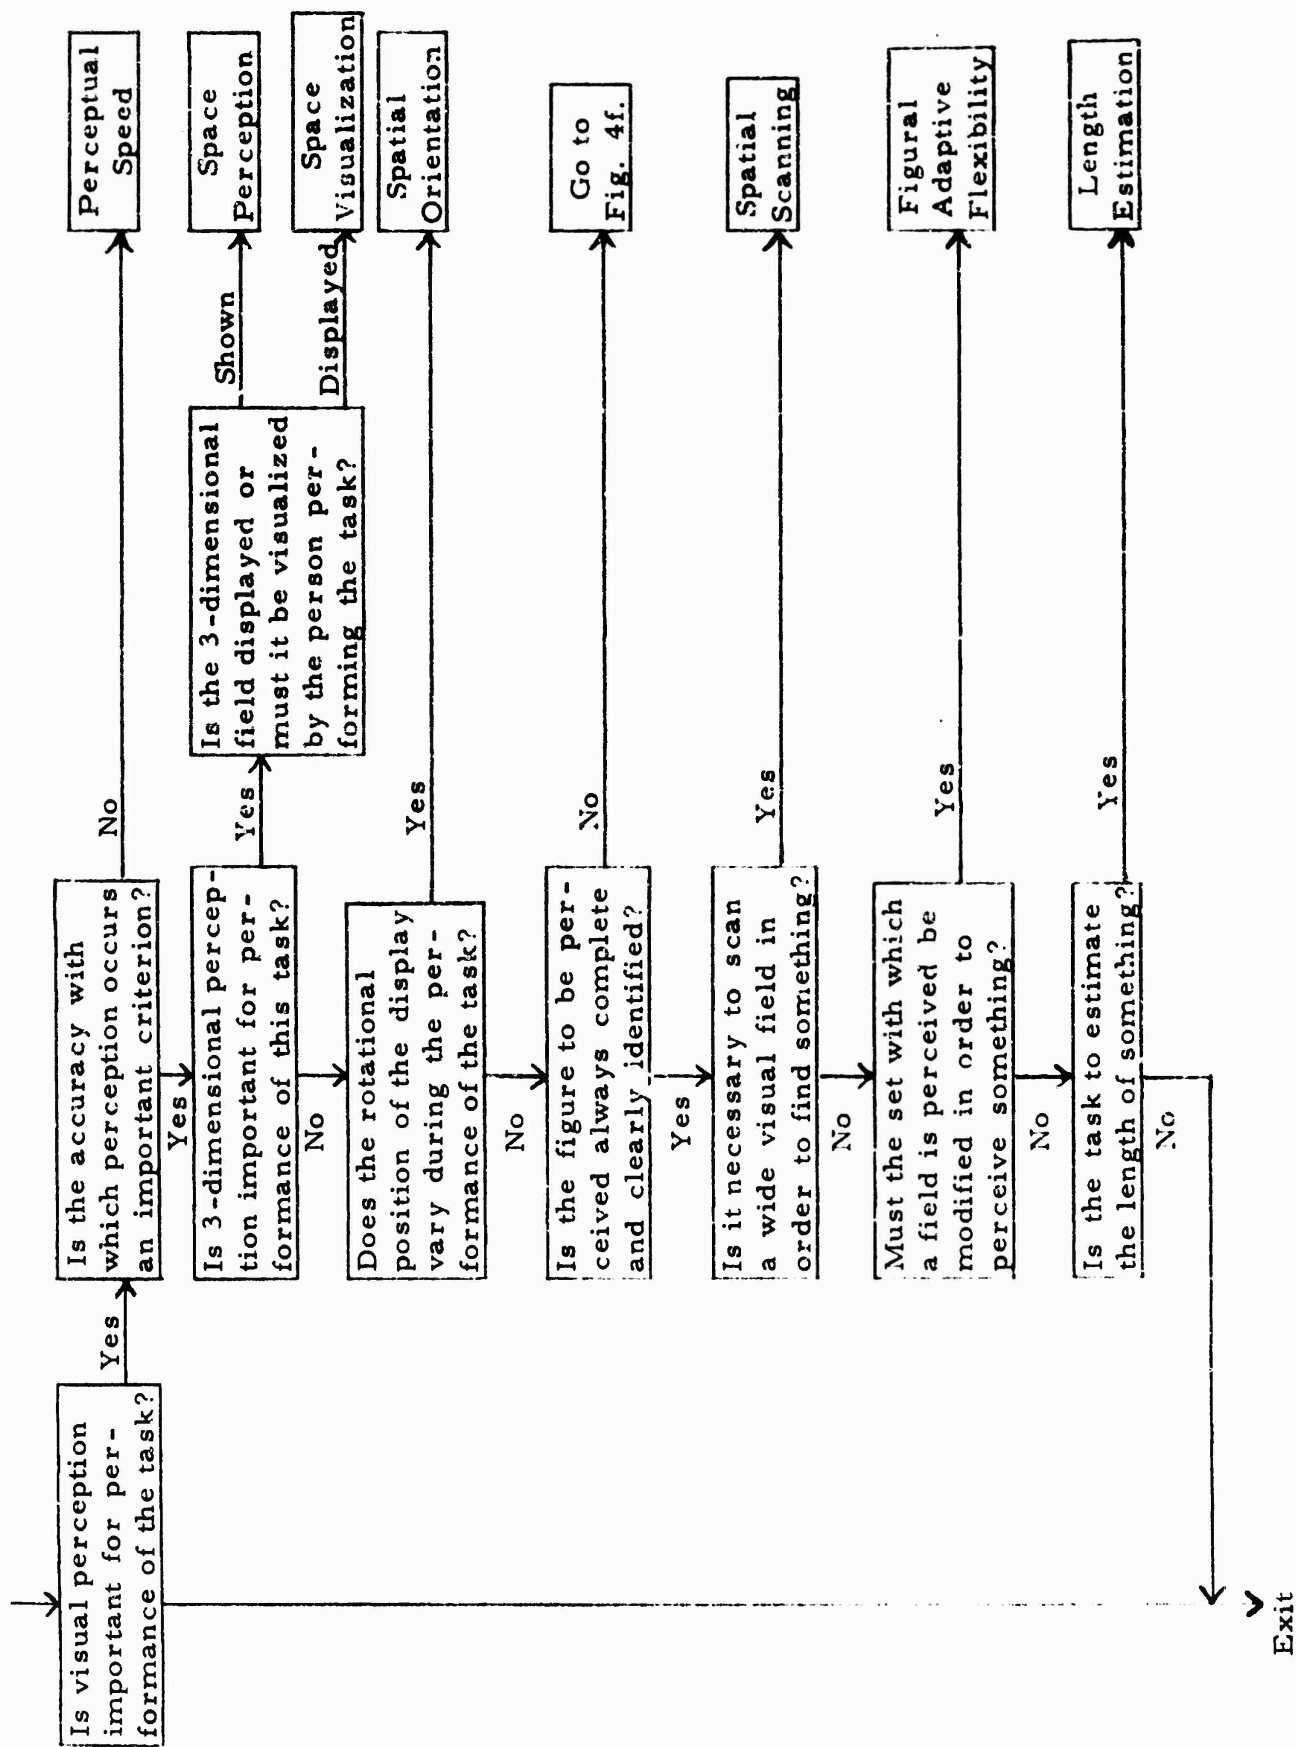 Is visual perception
important for per-
formance of the task?
Yes
Is the accuracy with
which perception occurs
an important criterion?
No
Perceptual
Speed
Yes
Is 3-dimensional percep-
tion important for per-
formance of this task?
Yes
Is the 3-dimensional
field displayed or
must it be visualized
by the person per-
forming the task?
Shown
Space
Perception
Displayed
Space
Visualization
No
Does the rotational
position of the display
vary during the per-
formance of the task?
Yes
Spatial
Orientation
No
Is the figure to be per-
ceived always complete
and clearly identified?
No
Go to
Fig. 4f.
Yes
Is it necessary to scan
a wide visual field in
order to find something?
Yes
Spatial
Scanning
No
Must the set with which
a field is perceived be
modified in order to
perceive something?
Yes
Figural
Adaptive
Flexibility
No
Is the task to estimate
the length of something?
Yes
Length
Estimation
No
Exit